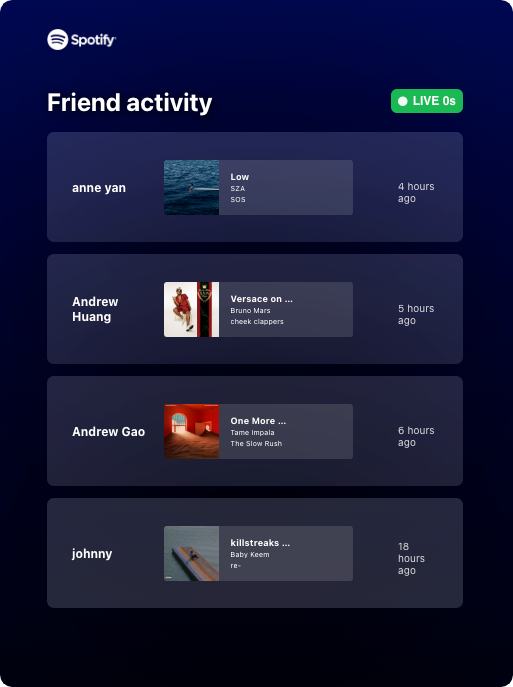 Spotify
Friend activity
LIVE 0s
anne yan
Low
SZA
SOS
4 hours
ago
Andrew
Huang
Versace on ...
Bruno Mars
cheek clappers
5 hours
ago
Andrew Gao
One More ...
Tame Impala
The Slow Rush
6 hours
ago
johnny
killstreaks ...
Baby Keem
re-
18
hours
ago